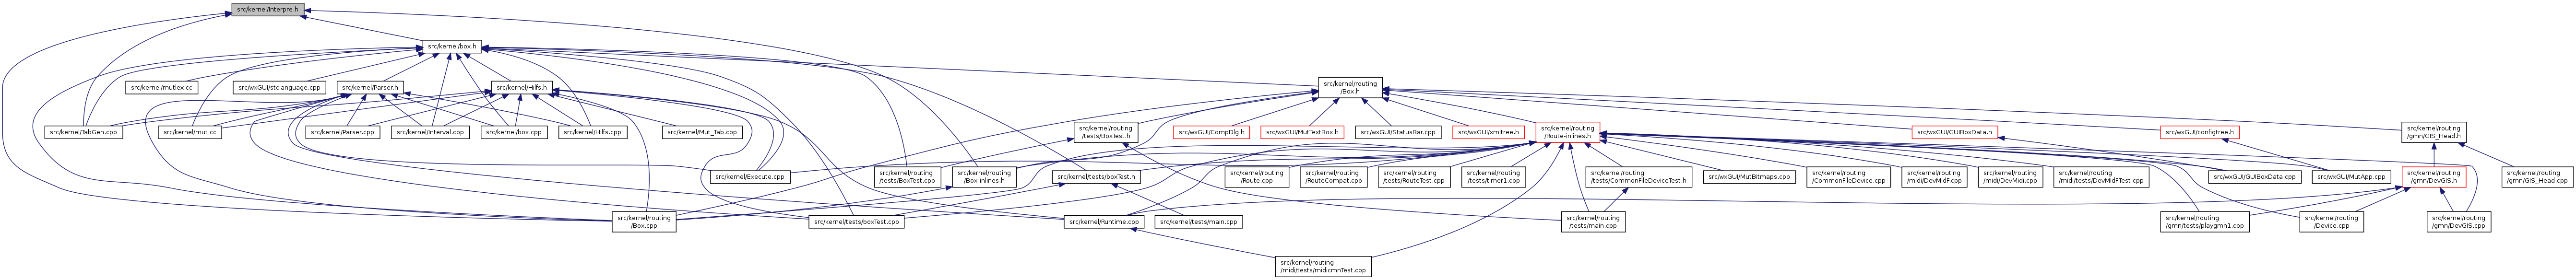 src/kernel/Interpre.h
src/kernel/box.h
src/kernel/mutlex.cc
src/wxGUI/stclanguage.cpp
src/kernel/Parser.h
src/kernel/Hilfs.h
src/kernel/routing
/Box.h
src/kernel/TabGen.cpp
src/kernel/mut.cc
src/kernel/Parser.cpp
src/kernel/Interval.cpp
src/kernel/box.cpp
src/kernel/Hilfs.cpp
src/kernel/Mut_Tab.cpp
src/kernel/routing
/tests/BoxTest.h
src/wxGUI/CompDlg.h
src/wxGUI/MutTextBox.h
src/wxGUI/StatusBar.cpp
src/wxGUI/xmltree.h
src/kernel/routing
/Route-inlines.h
src/wxGUI/GUIBoxData.h
src/wxGUI/configtree.h
src/kernel/routing
/gmn/GIS_Head.h
src/kernel/Execute.cpp
src/kernel/routing
/tests/BoxTest.cpp
src/kernel/routing
/Box-inlines.h
src/kernel/tests/boxTest.h
src/kernel/routing
/Route.cpp
src/kernel/routing
/RouteCompat.cpp
src/kernel/routing
/tests/RouteTest.cpp
src/kernel/routing
/tests/timer1.cpp
src/kernel/routing
/tests/CommonFileDeviceTest.h
src/wxGUI/MutBitmaps.cpp
src/kernel/routing
/CommonFileDevice.cpp
src/kernel/routing
/midi/DevMidF.cpp
src/kernel/routing
/midi/DevMidi.cpp
src/kernel/routing
/midi/tests/DevMidFTest.cpp
src/wxGUI/GUIBoxData.cpp
src/wxGUI/MutApp.cpp
src/kernel/routing
/gmn/DevGIS.h
src/kernel/routing
/gmn/GIS_Head.cpp
src/kernel/routing
/Box.cpp
src/kernel/tests/boxTest.cpp
src/kernel/Runtime.cpp
src/kernel/tests/main.cpp
src/kernel/routing
/tests/main.cpp
src/kernel/routing
/gmn/tests/playgmn1.cpp
src/kernel/routing
/Device.cpp
src/kernel/routing
/gmn/DevGIS.cpp
src/kernel/routing
/midi/tests/midicmnTest.cpp